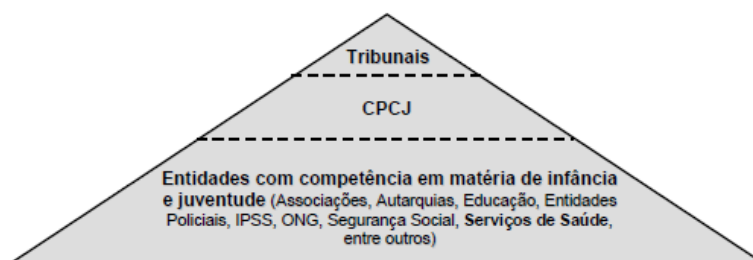 Tribunais
CPCJ
Entidades com competência em matéria de infância
e juventude (Associações, Autarquias, Educação, Entidades
Policiais, IPSS, ONG, Segurança Social, Serviços de Saúde,
entre outros)